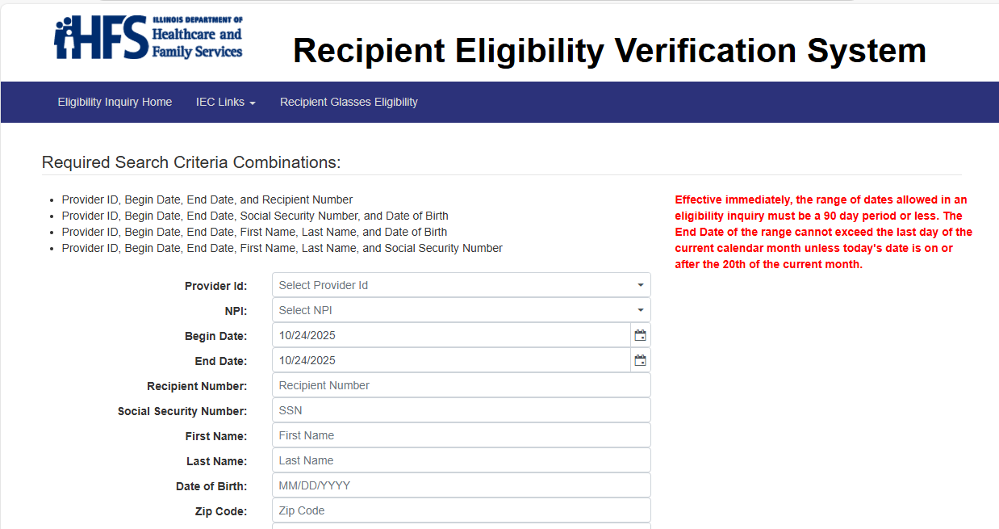 iHFS
ILLINOIS DEPARTMENT OF
Healthcare and
Family Services
Recipient Eligibility Verification System
Eligibility Inquiry Home
IEC Links
Recipient Glasses Eligibility
Required Search Criteria Combinations:
• Provider ID, Begin Date, End Date, and Recipient Number
• Provider ID, Begin Date, End Date, Social Security Number, and Date of Birth
• Provider ID, Begin Date, End Date, First Name, Last Name, and Date of Birth
• Provider ID, Begin Date, End Date, First Name, Last Name, and Social Security Number
Effective immediately, the range of dates allowed in an
eligibility inquiry must be a 90 day period or less. The
End Date of the range cannot exceed the last day of the
current calendar month unless today's date is on or
after the 20th of the current month.
Provider Id: Select Provider Id
NPI: Select NPI
Begin Date: 10/24/2025
End Date: 10/24/2025
Recipient Number: Recipient Number
Social Security Number: SSN
First Name: First Name
Last Name: Last Name
Date of Birth: MM/DD/YYYY
Zip Code: Zip Code